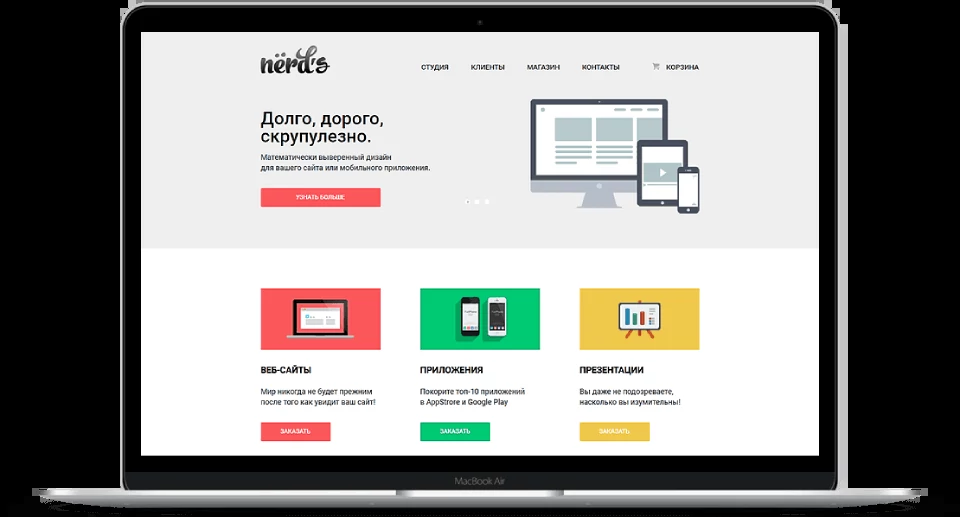 nërd's
СТУДИЯ КЛИЕНТЫ МАГАЗИН КОНТАКТЫ КОРЗИНА
Долго, дорого,
скрупулезно.
Математически выверенный дизайн
для вашего сайта или мобильного приложения.
УЗНАТЬ БОЛЬШЕ
ВЕБ-САЙТЫ
Мир никогда не будет прежним
после того как увидит ваш сайт!
ЗАКАЗАТЬ
ПРИЛОЖЕНИЯ
Покорите топ-10 приложений
в AppStrore и Google Play
ЗАКАЗАТЬ
ПРЕЗЕНТАЦИИ
Вы даже не подозреваете,
насколько вы изумительны!
ЗАКАЗАТЬ
MacBook Air